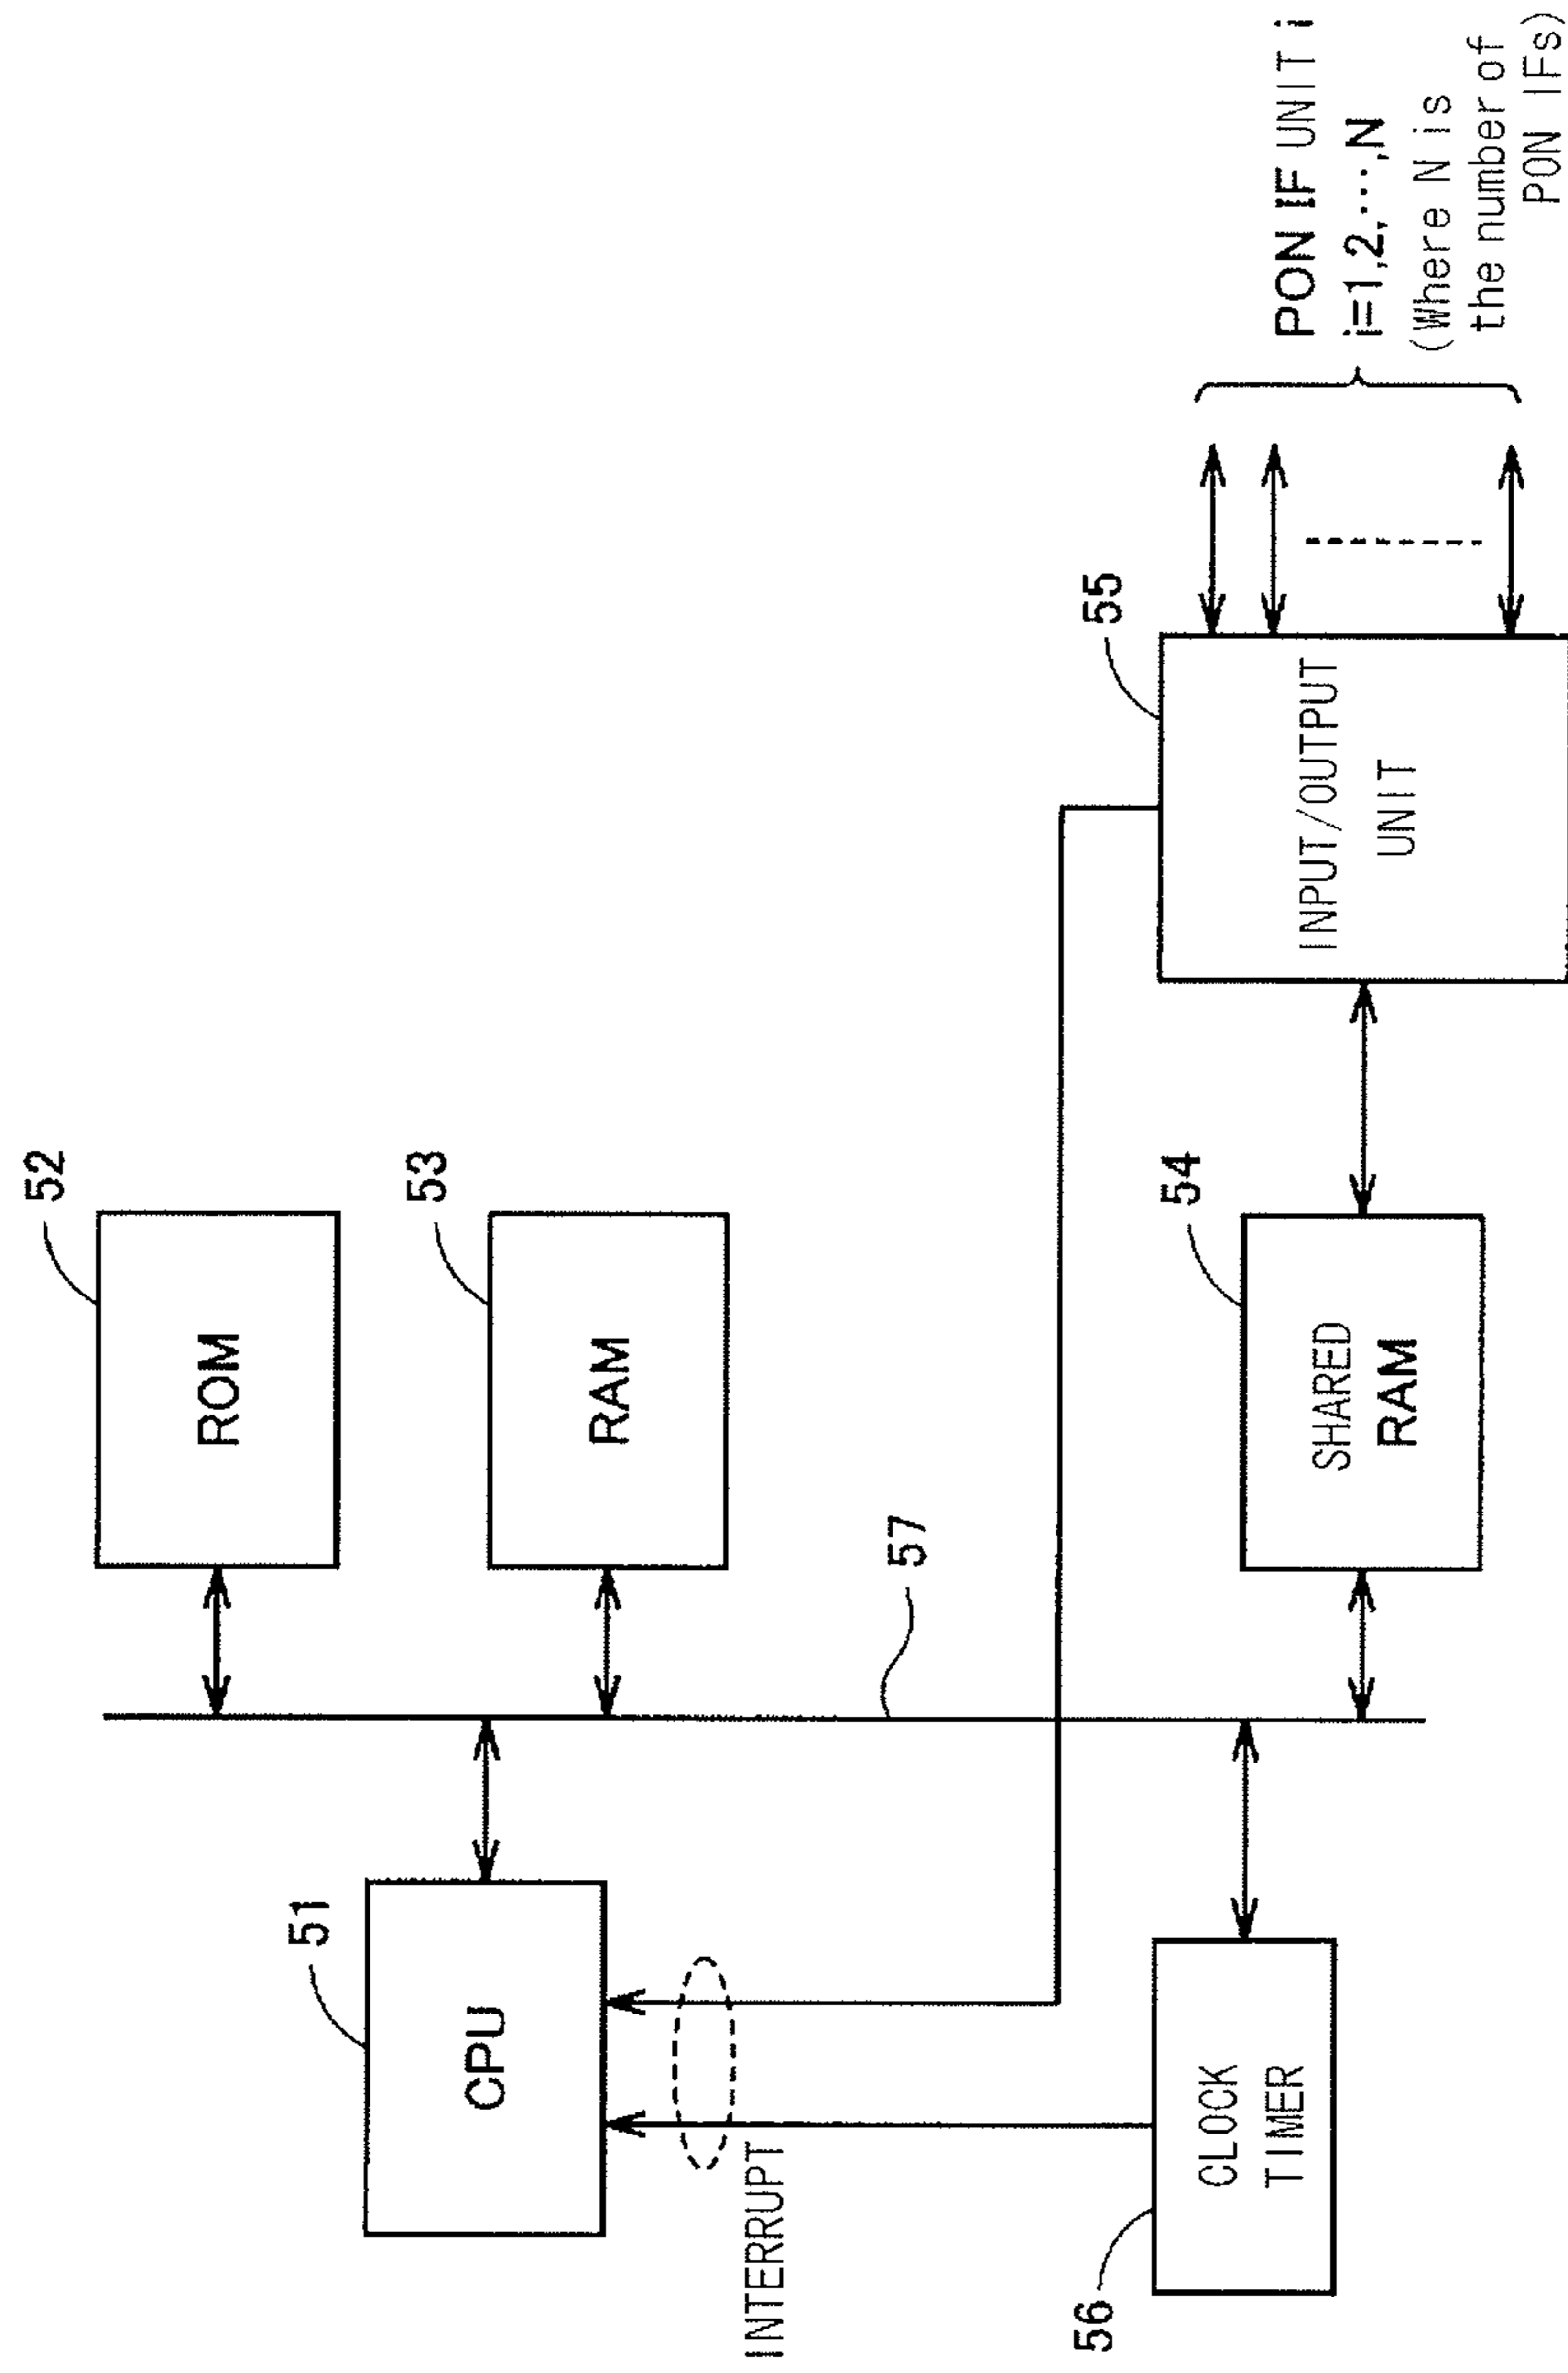 52
ROM
53
RAM
51
CPU
57
INTERRUPT
56
CLOCK
TIMER
54
SHARED
RAM
55
INPUT/OUTPUT
UNIT
PON IF UNIT i
i=1,2,⋯,N
(Where N is
the number of
PON IFs)